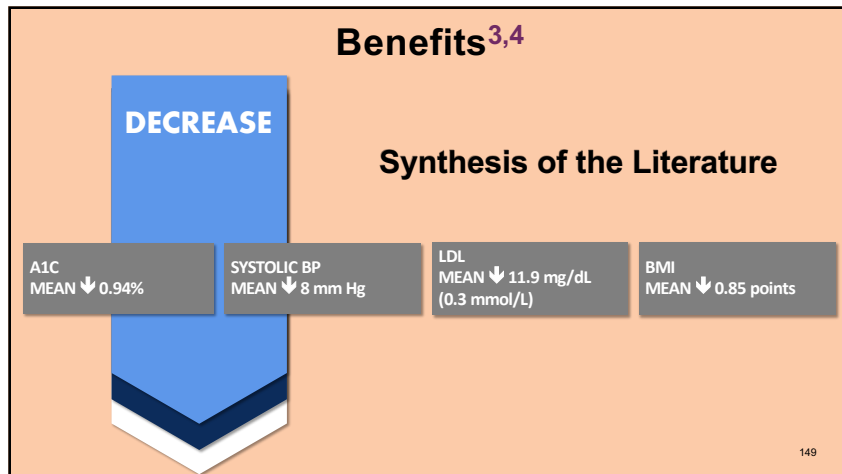 Benefits3,4
DECREASE
Synthesis of the Literature
A1C
MEAN ↓ 0.94%
SYSTOLIC BP
MEAN ↓ 8 mm Hg
LDL
MEAN ↓ 11.9 mg/dL
(0.3 mmol/L)
BMI
MEAN ↓ 0.85 points
149